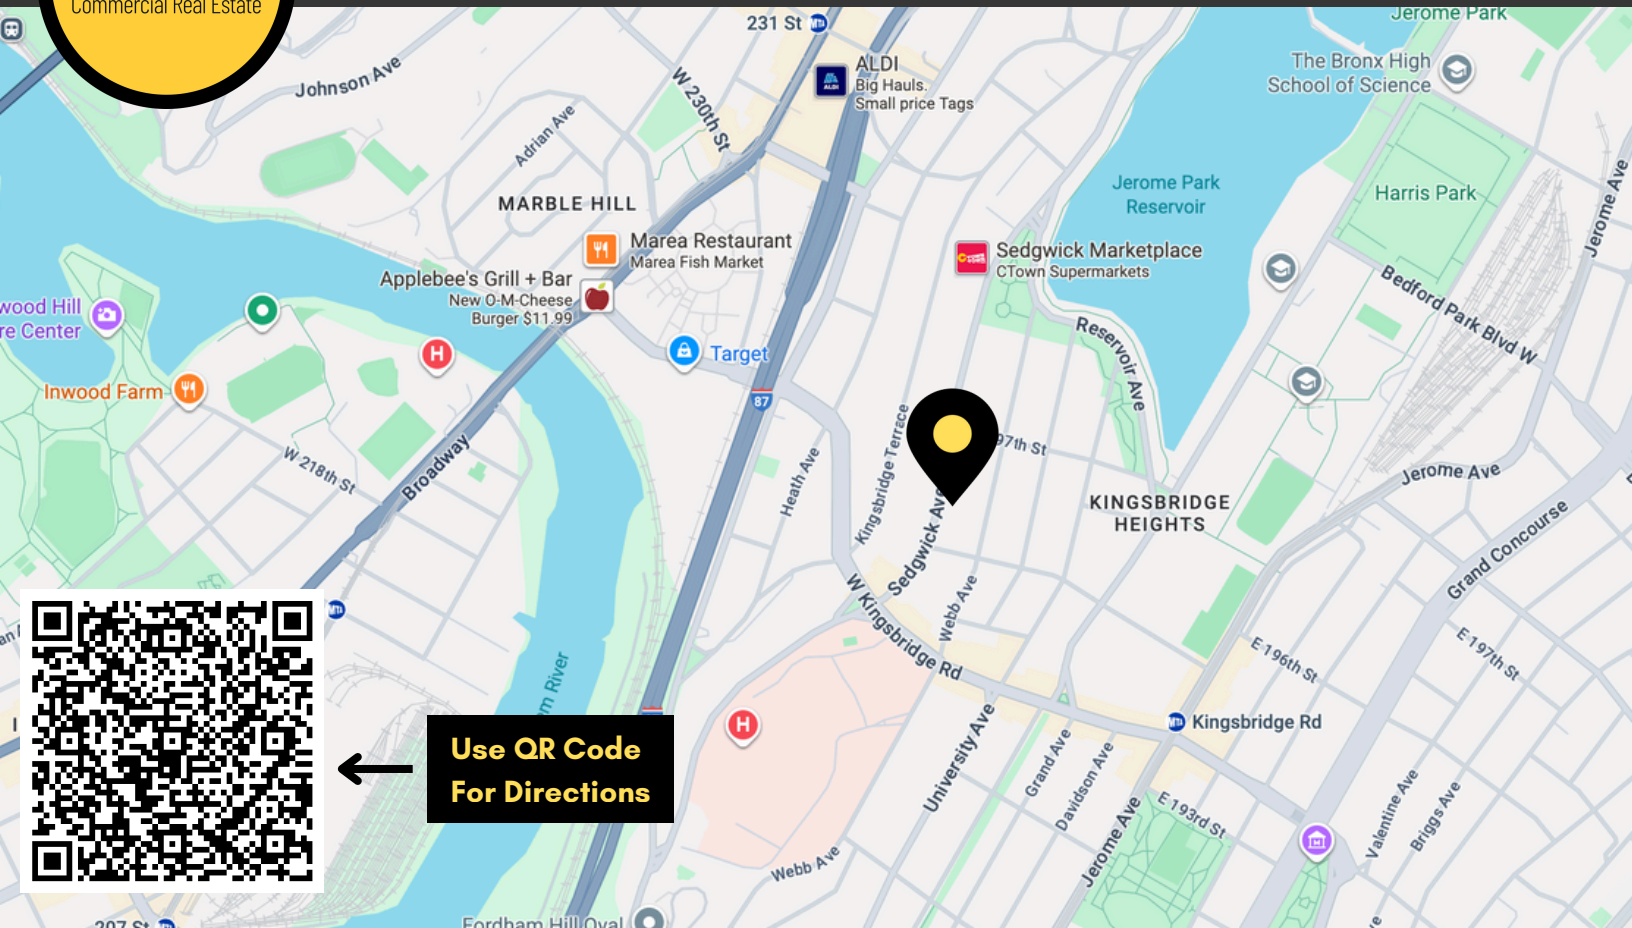 Commercial Real Estate
231 St
Jerome Park
ALDI
Big Hauls.
Small price Tags
The Bronx High
School of Science
Johnson Ave
W 230th St
Adrian Ave
Jerome Park
Reservoir
Harris Park
Jerome Ave
MARBLE HILL
Marea Restaurant
Marea Fish Market
Sedgwick Marketplace
CTown Supermarkets
Applebee's Grill + Bar
New O-M-Cheese
Burger $11.99
Bedford Park Blvd W
wood Hill
re Center
Reservoir Ave
Target
87
Inwood Farm
Kingsbridge Terrace
97th St
W 218th St
Broadway
Heath Ave
Jerome Ave
Sedgwick Ave
KINGSBRIDGE
HEIGHTS
Grand Concourse
W Kingsbridge Rd
Webb Ave
E 196th St
E 197th St
em River
Kingsbridge Rd
Use QR Code
For Directions
University Ave
Grand Ave
Davidson Ave
E 193rd St
Jerome Ave
Valentine Ave
Briggs Ave
Webb Ave
207 St
Fordham Hill Oval